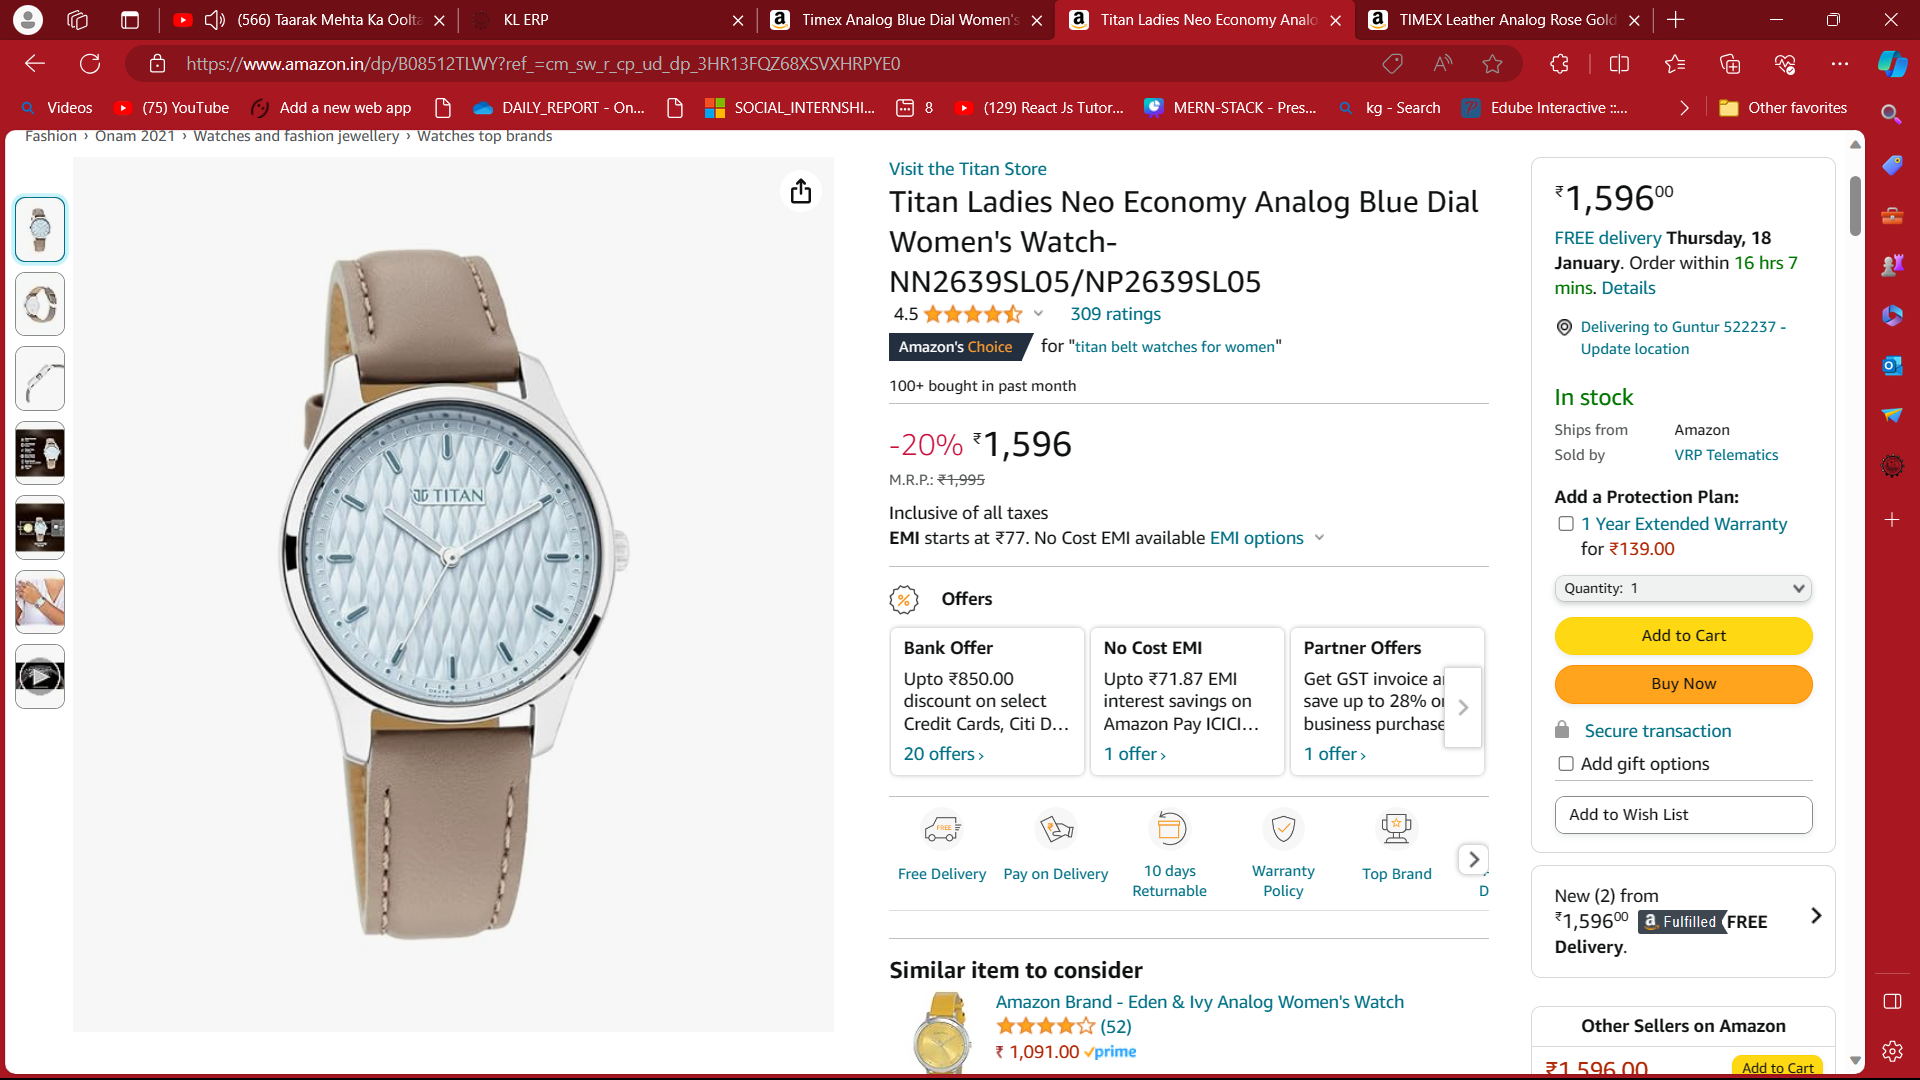 (566) Taarak Mehta Ka Oolta
KL ERP
Timex Analog Blue Dial Women's
Titan Ladies Neo Economy Analo
TIMEX Leather Analog Rose Gold
https://www.amazon.in/dp/B08512TLWY?ref_=cm_sw_r_cp_ud_dp_3HR13FQZ68XSVXHRPYE0
Videos
(75) YouTube
Add a new web app
DAILY_REPORT - On...
SOCIAL_INTERNSHI...
8
(129) React Js Tutor...
MERN-STACK - Pres...
kg - Search
Edube Interactive ::...
Other favorites
Fashion › Onam 2021 › Watches and fashion jewellery › Watches top brands
TITAN
Visit the Titan Store
Titan Ladies Neo Economy Analog Blue Dial
Women's Watch-
NN2639SL05/NP2639SL05
4.5
309 ratings
Amazon's Choice for "titan belt watches for women"
100+ bought in past month
-20% ₹1,596
M.R.P.: ₹1,995
Inclusive of all taxes
EMI starts at ₹77. No Cost EMI available EMI options
Offers
Bank Offer
Upto ₹850.00
discount on select
Credit Cards, Citi D...
20 offers ›
No Cost EMI
Upto ₹71.87 EMI
interest savings on
Amazon Pay ICICI...
1 offer ›
Partner Offers
Get GST invoice a
save up to 28% o
business purchase
1 offer ›
FREE
Free Delivery
Pay on Delivery
10 days
Returnable
Warranty
Policy
Top Brand
D
Similar item to consider
Amazon Brand - Eden & Ivy Analog Women's Watch
(52)
₹ 1,091.00 prime
₹1,59600
FREE delivery Thursday, 18
January. Order within 16 hrs 7
mins. Details
Delivering to Guntur 522237 -
Update location
In stock
Ships from Amazon
Sold by VRP Telematics
Add a Protection Plan:
1 Year Extended Warranty
for ₹139.00
Quantity: 1
Add to Cart
Buy Now
Secure transaction
Add gift options
Add to Wish List
New (2) from
₹1,59600 a Fulfilled FREE
Delivery.
Other Sellers on Amazon
₹1,596.00
Add to Cart